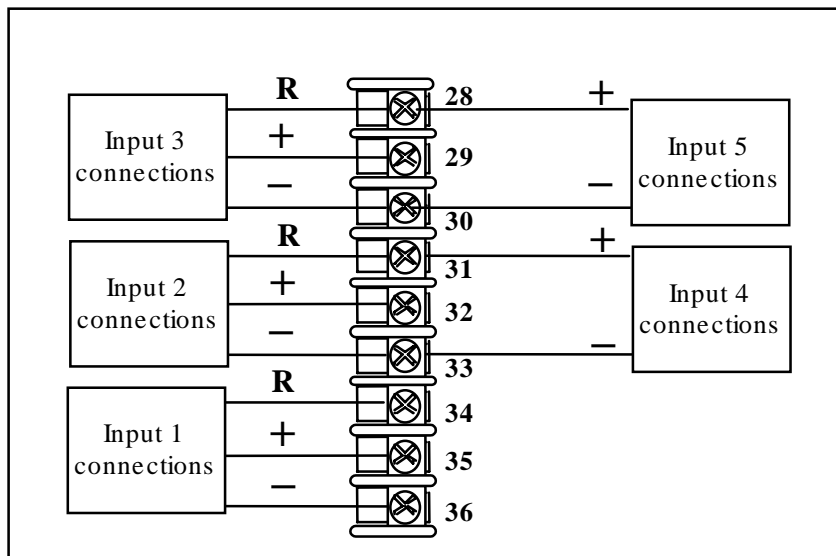 R
28
+
Input 3
connections
+
29
Input 5
connections
−
30
−
R
31
+
Input 2
connections
+
32
Input 4
connections
−
33
−
R
34
Input 1
connections
+
35
−
36